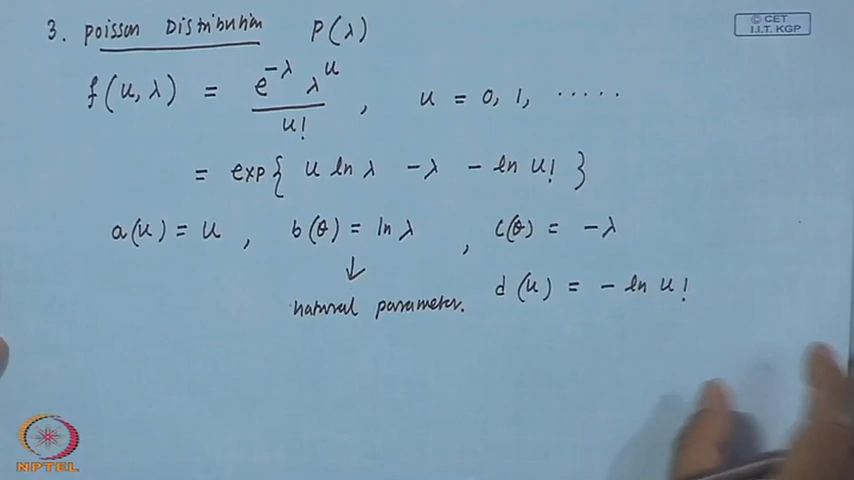 3. Poisson Distribution P(λ)
© CET
I.I.T. KGP
f(u, λ) = e^{-λ} λ^u / u! , u = 0, 1, .....
= exp{ u ln λ - λ - ln u! }
a(u) = u , b(θ) = ln λ , c(θ) = -λ
↓
natural parameter. d(u) = - ln u!
NPTEL